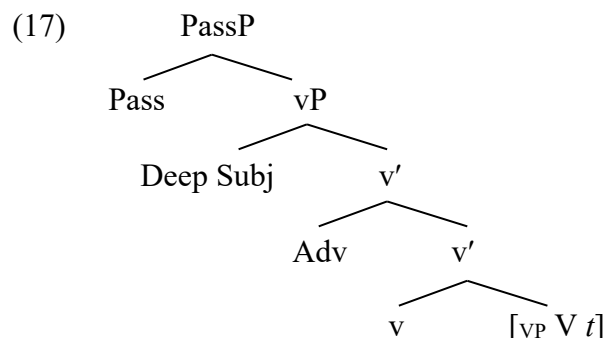 (17) PassP
Pass vP
Deep Subj v′
Adv v′
v [VP V t]